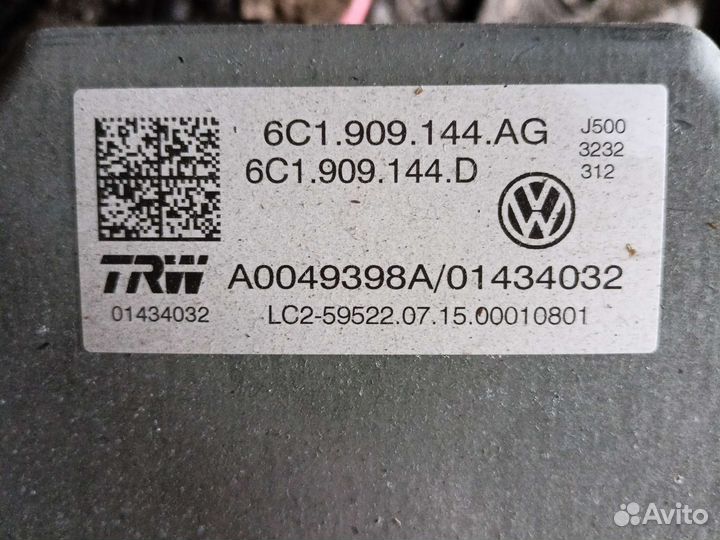 6C1.909.144.AG
6C1.909.144.D
J500
3232
312
TRW
A0049398A/01434032
01434032
LC2-59522.07.15.00010801
Avito